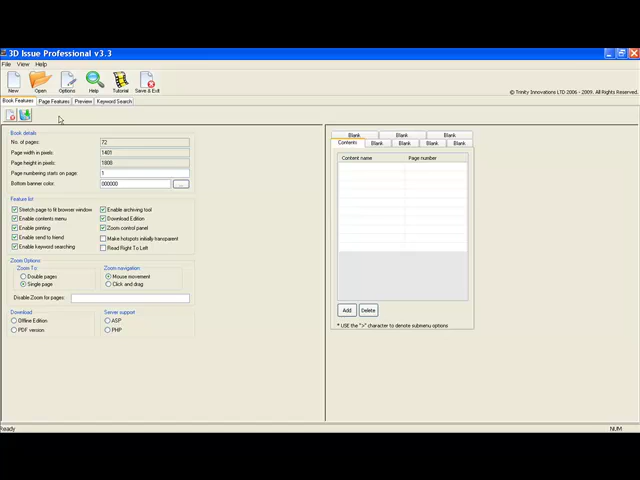 3D Issue Professional v3.3
File View Help
New Open Options Help Tutorial Save & Exit
© Trinity Innovations LTD 2006 - 2009. All Rights Reserved.
Book Features Page Features Preview Keyword Search
Book details
No. of pages: 72
Page width in pixels: 1401
Page height in pixels: 1808
Page numbering starts on page: 1
Bottom banner color: 000000 ...
Feature list
Stretch page to fit browser window Enable archiving tool
Enable contents menu Download Edition
Enable printing Zoom control panel
Enable send to friend Make hotspots initially transparent
Enable keyword searching Read Right To Left
Zoom Options
Zoom To: Zoom navigation:
Double pages Mouse movement
Single page Click and drag
Disable Zoom for pages:
Download Server support
Offline Edition ASP
PDF version PHP
Blank Blank Blank
Contents Blank Blank Blank Blank
Content name Page number
Add Delete
* USE the ">" character to denote submenu options
Ready NUM